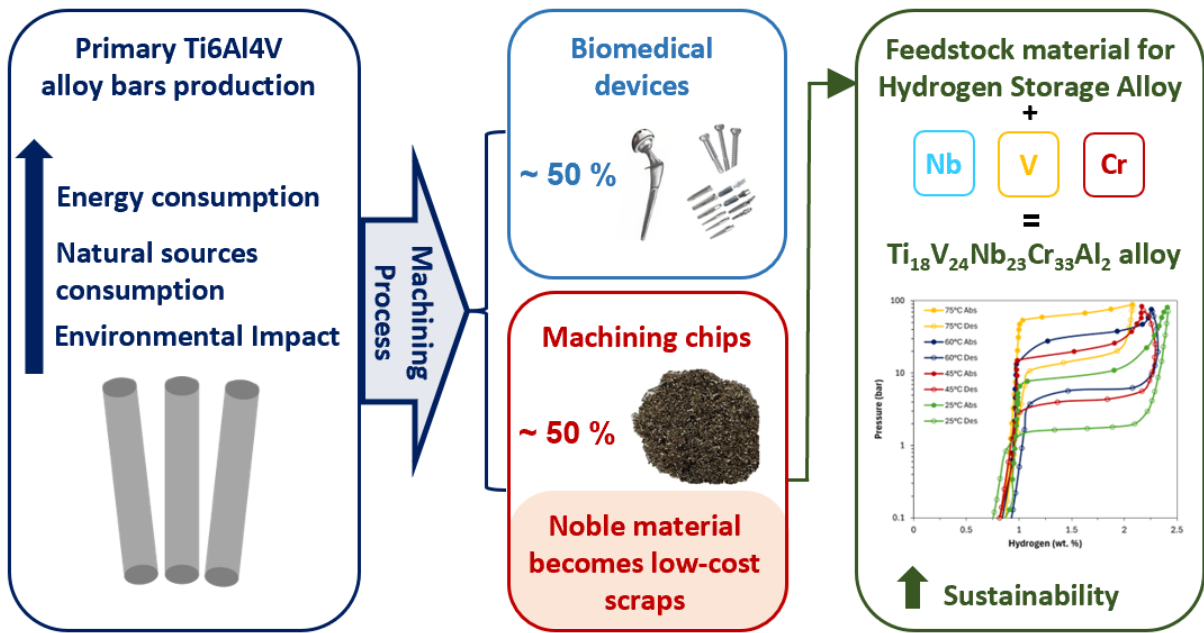 Primary Ti6Al4V
alloy bars production
Energy consumption
Natural sources
consumption
Environmental Impact
Machining
Process
Biomedical
devices
~ 50 %
Machining chips
~ 50 %
Noble material
becomes low-cost
scraps
Feedstock material for
Hydrogen Storage Alloy
+
Nb V Cr
=
Ti₁₈V₂₄Nb₂₃Cr₃₃Al₂ alloy
Pressure (bar)
100
10
1
0.1
75°C Abs
75°C Des
60°C Abs
60°C Des
45°C Abs
45°C Des
25°C Abs
25°C Des
0 0.5 1 1.5 2 2.5
Hydrogen (wt. %)
Sustainability